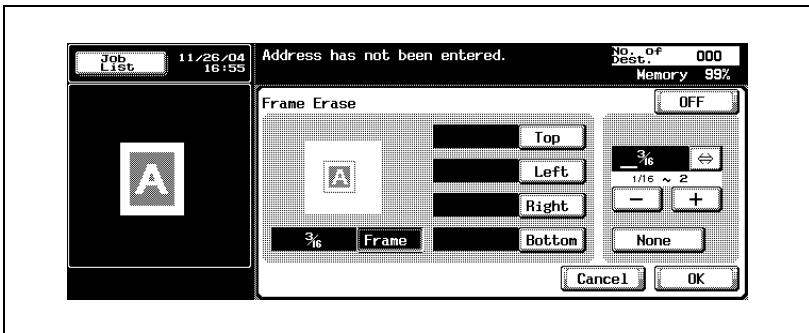 Job List
11/26/04
16:55
Address has not been entered.
No. of Dest.
000
Memory 99%
Frame Erase
OFF
A
A
Top
Left
Right
Bottom
3/16
Frame
3/16
⇔
1/16 ~ 2
−
+
None
Cancel
OK